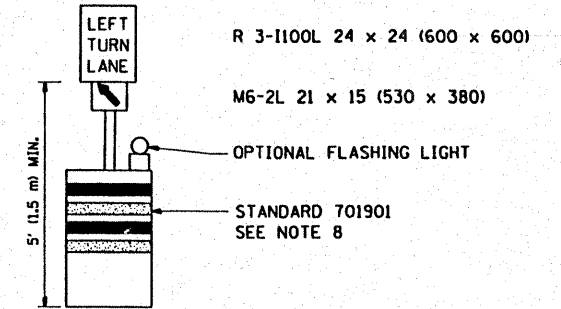 LEFT
TURN
LANE
R 3-I100L 24 x 24 (600 x 600)
M6-2L 21 x 15 (530 x 380)
OPTIONAL FLASHING LIGHT
STANDARD 701901
SEE NOTE 8
5' (1.5 m) MIN.